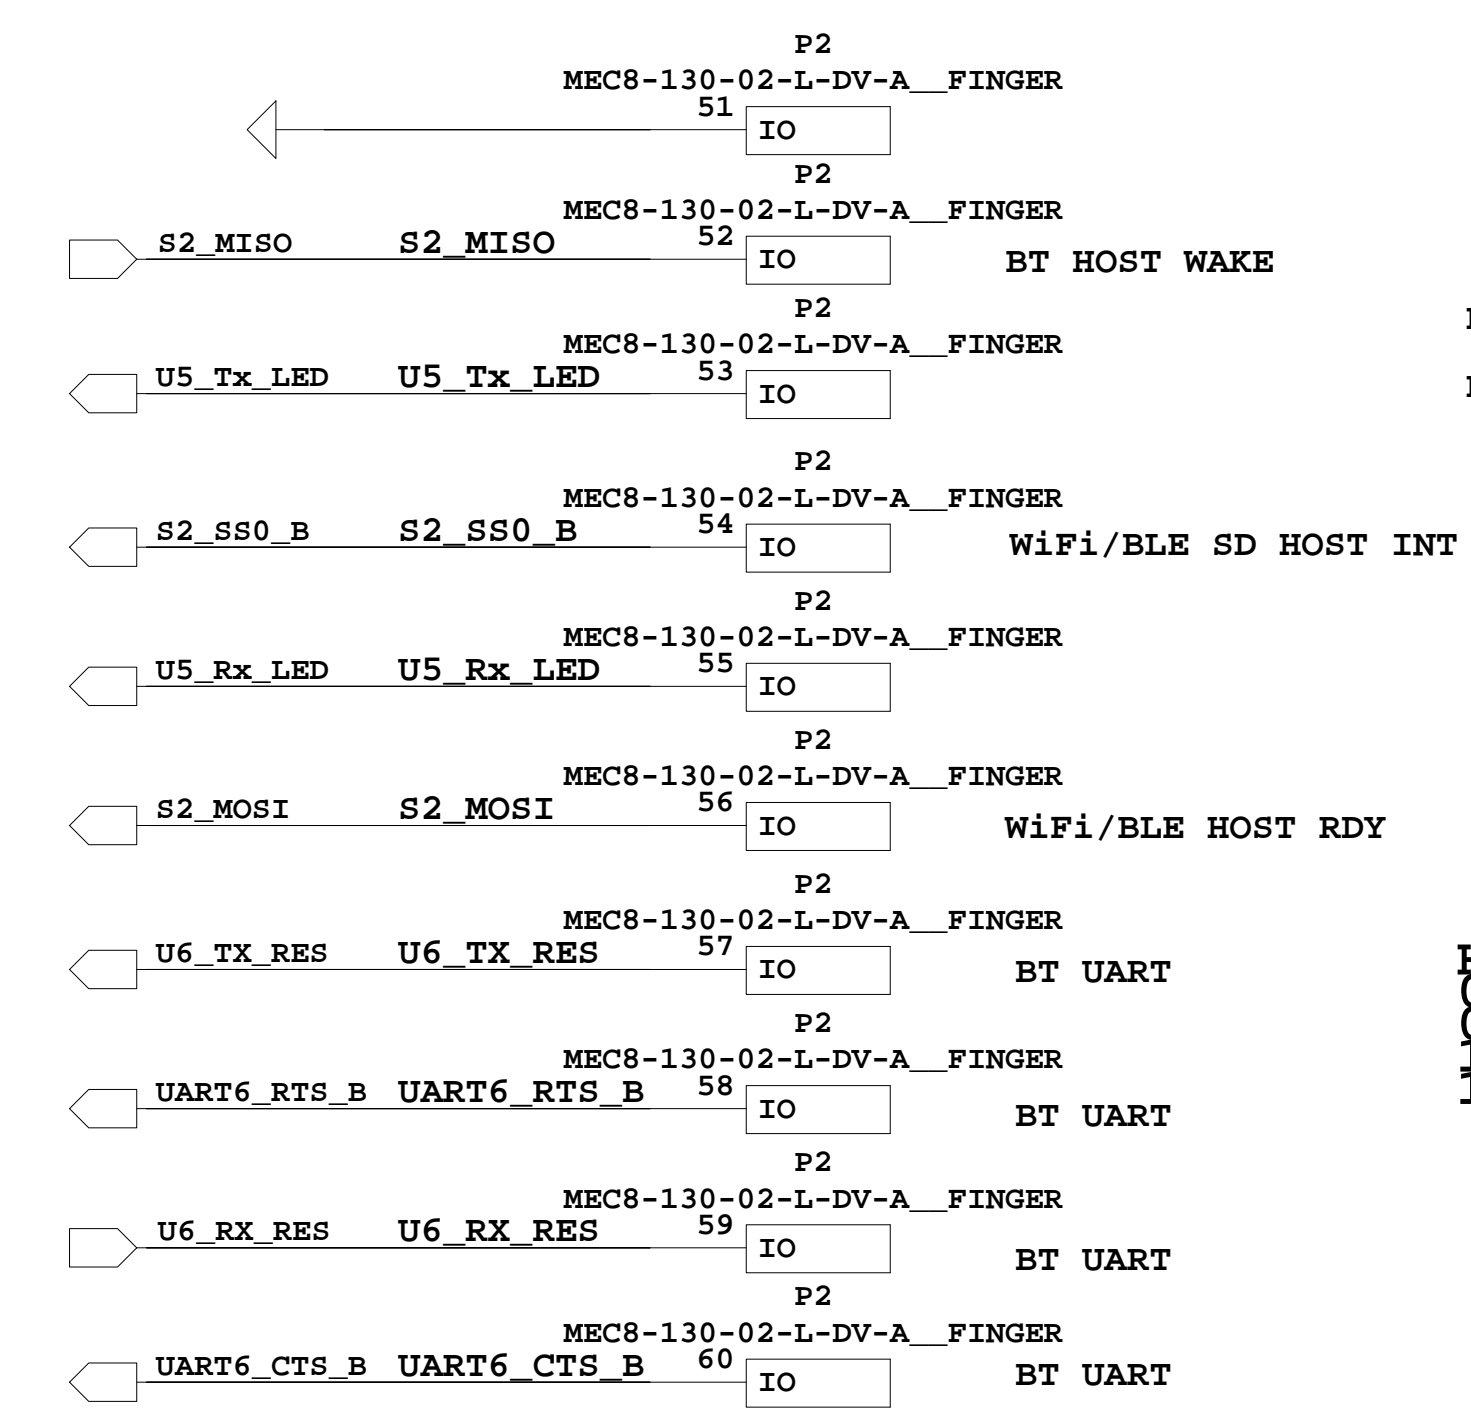 P2
MEC8-130-02-L-DV-A__FINGER
51
IO
P2
MEC8-130-02-L-DV-A__FINGER
S2_MISO S2_MISO 52
IO
BT HOST WAKE
P2
MEC8-130-02-L-DV-A__FINGER
U5_Tx_LED U5_Tx_LED 53
IO
P2
MEC8-130-02-L-DV-A__FINGER
S2_SS0_B S2_SS0_B 54
IO
WiFi/BLE SD HOST INT
P2
MEC8-130-02-L-DV-A__FINGER
U5_Rx_LED U5_Rx_LED 55
IO
P2
MEC8-130-02-L-DV-A__FINGER
S2_MOSI S2_MOSI 56
IO
WiFi/BLE HOST RDY
P2
MEC8-130-02-L-DV-A__FINGER
U6_TX_RES U6_TX_RES 57
IO
BT UART
P2
MEC8-130-02-L-DV-A__FINGER
UART6_RTS_B UART6_RTS_B 58
IO
BT UART
P2
MEC8-130-02-L-DV-A__FINGER
U6_RX_RES U6_RX_RES 59
IO
BT UART
P2
MEC8-130-02-L-DV-A__FINGER
UART6_CTS_B UART6_CTS_B 60
IO
BT UART